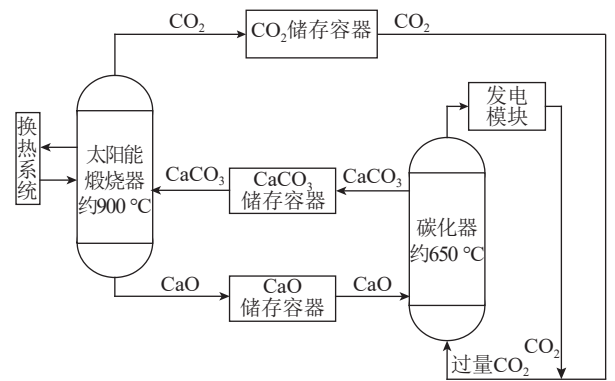 CO₂
CO₂储存容器
CO₂
发电
模块
换热系统
太阳能
煅烧器
约900 °C
CaCO₃
CaCO₃
储存容器
CaCO₃
碳化器
约650 °C
CaO
CaO
储存容器
CaO
CO₂
过量CO₂